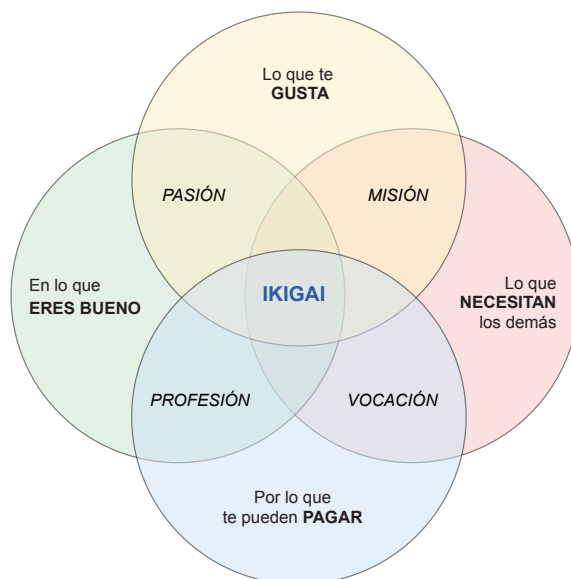 Lo que te
GUSTA
PASIÓN
MISIÓN
En lo que
ERES BUENO
IKIGAI
Lo que
NECESITAN
los demás
PROFESIÓN
VOCACIÓN
Por lo que
te pueden PAGAR